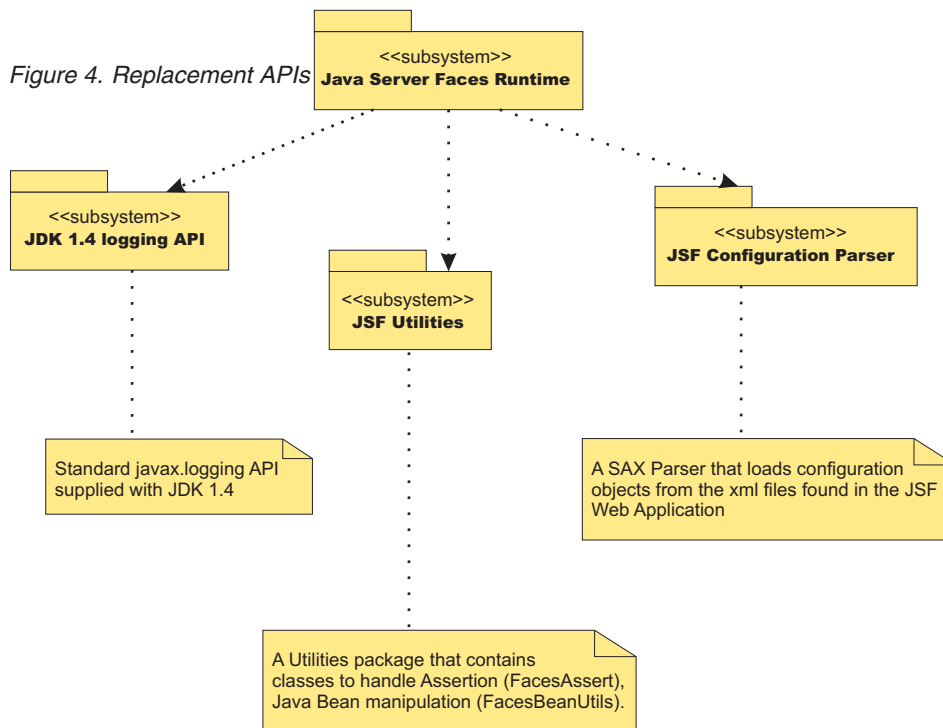 Figure 4. Replacement APIs
<<subsystem>>
Java Server Faces Runtime
<<subsystem>>
JDK 1.4 logging API
<<subsystem>>
JSF Utilities
<<subsystem>>
JSF Configuration Parser
Standard javax.logging API
supplied with JDK 1.4
A SAX Parser that loads configuration
objects from the xml files found in the JSF
Web Application
A Utilities package that contains
classes to handle Assertion (FacesAssert),
Java Bean manipulation (FacesBeanUtils).